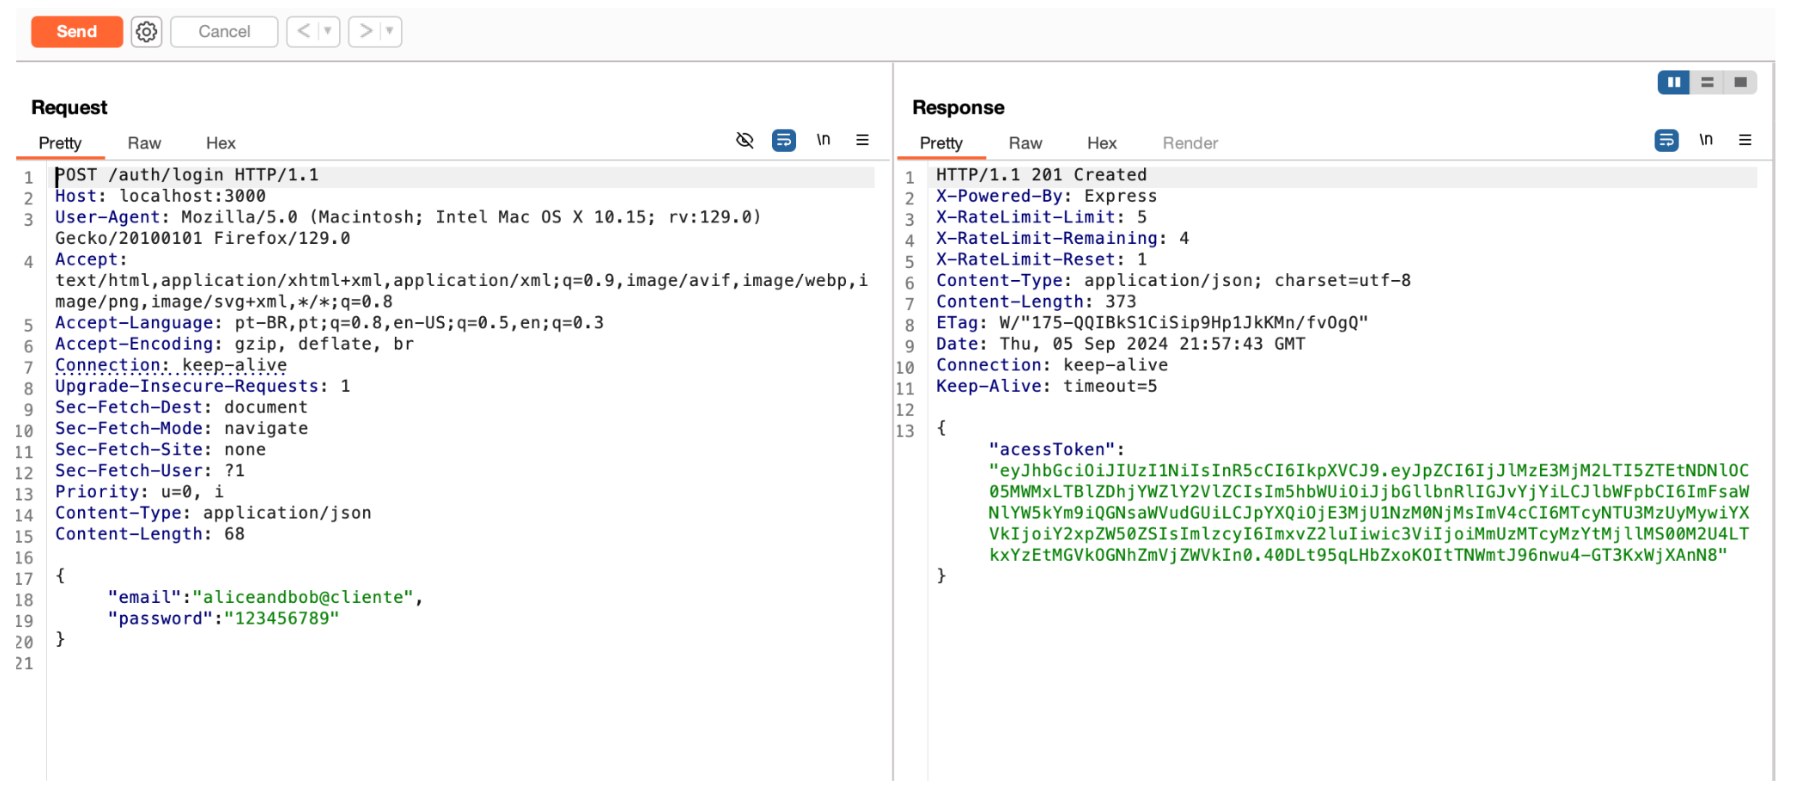 Send
Cancel
Request
Pretty Raw Hex
\n
1 POST /auth/login HTTP/1.1
2 Host: localhost:3000
3 User-Agent: Mozilla/5.0 (Macintosh; Intel Mac OS X 10.15; rv:129.0)
Gecko/20100101 Firefox/129.0
4 Accept:
text/html,application/xhtml+xml,application/xml;q=0.9,image/avif,image/webp,i
mage/png,image/svg+xml,*/*;q=0.8
5 Accept-Language: pt-BR,pt;q=0.8,en-US;q=0.5,en;q=0.3
6 Accept-Encoding: gzip, deflate, br
7 Connection: keep-alive
8 Upgrade-Insecure-Requests: 1
9 Sec-Fetch-Dest: document
10 Sec-Fetch-Mode: navigate
11 Sec-Fetch-Site: none
12 Sec-Fetch-User: ?1
13 Priority: u=0, i
14 Content-Type: application/json
15 Content-Length: 68
16
17 {
18 "email":"aliceandbob@cliente",
19 "password":"123456789"
20 }
21
Response
Pretty Raw Hex Render
\n
1 HTTP/1.1 201 Created
2 X-Powered-By: Express
3 X-RateLimit-Limit: 5
4 X-RateLimit-Remaining: 4
5 X-RateLimit-Reset: 1
6 Content-Type: application/json; charset=utf-8
7 Content-Length: 373
8 ETag: W/"175-QQIBkS1CiSip9Hp1JkKMn/fvOgQ"
9 Date: Thu, 05 Sep 2024 21:57:43 GMT
10 Connection: keep-alive
11 Keep-Alive: timeout=5
12
13 {
"acessToken":
"eyJhbGciOiJIUzI1NiIsInR5cCI6IkpXVCJ9.eyJpZCI6IjJlMzE3MjM2LTI5ZTEtNDNlOC
05MWMxLTBlZDhjYWZlY2VlZCIsIm5hbWUiOiJjbGllbnRlIGJvYjYiLCJlbWFpbCI6ImFsaW
NlYW5kYm9iQGNsaWVudGUiLCJpYXQiOjE3MjU1NzM0NjMsImV4cCI6MTcyNTU3MzUyMywiYX
VkIjoiY2xpZW50ZSIsImlzcyI6ImxvZ2luIiwic3ViIjoiMmUzMTcyMzYtMjllMS00M2U4LT
kxYzEtMGVkOGNhZmVjZWVkIn0.40DLt95qLHbZxoKOIttTNWmtJ96nwu4-GT3KxWjXAnN8"
}